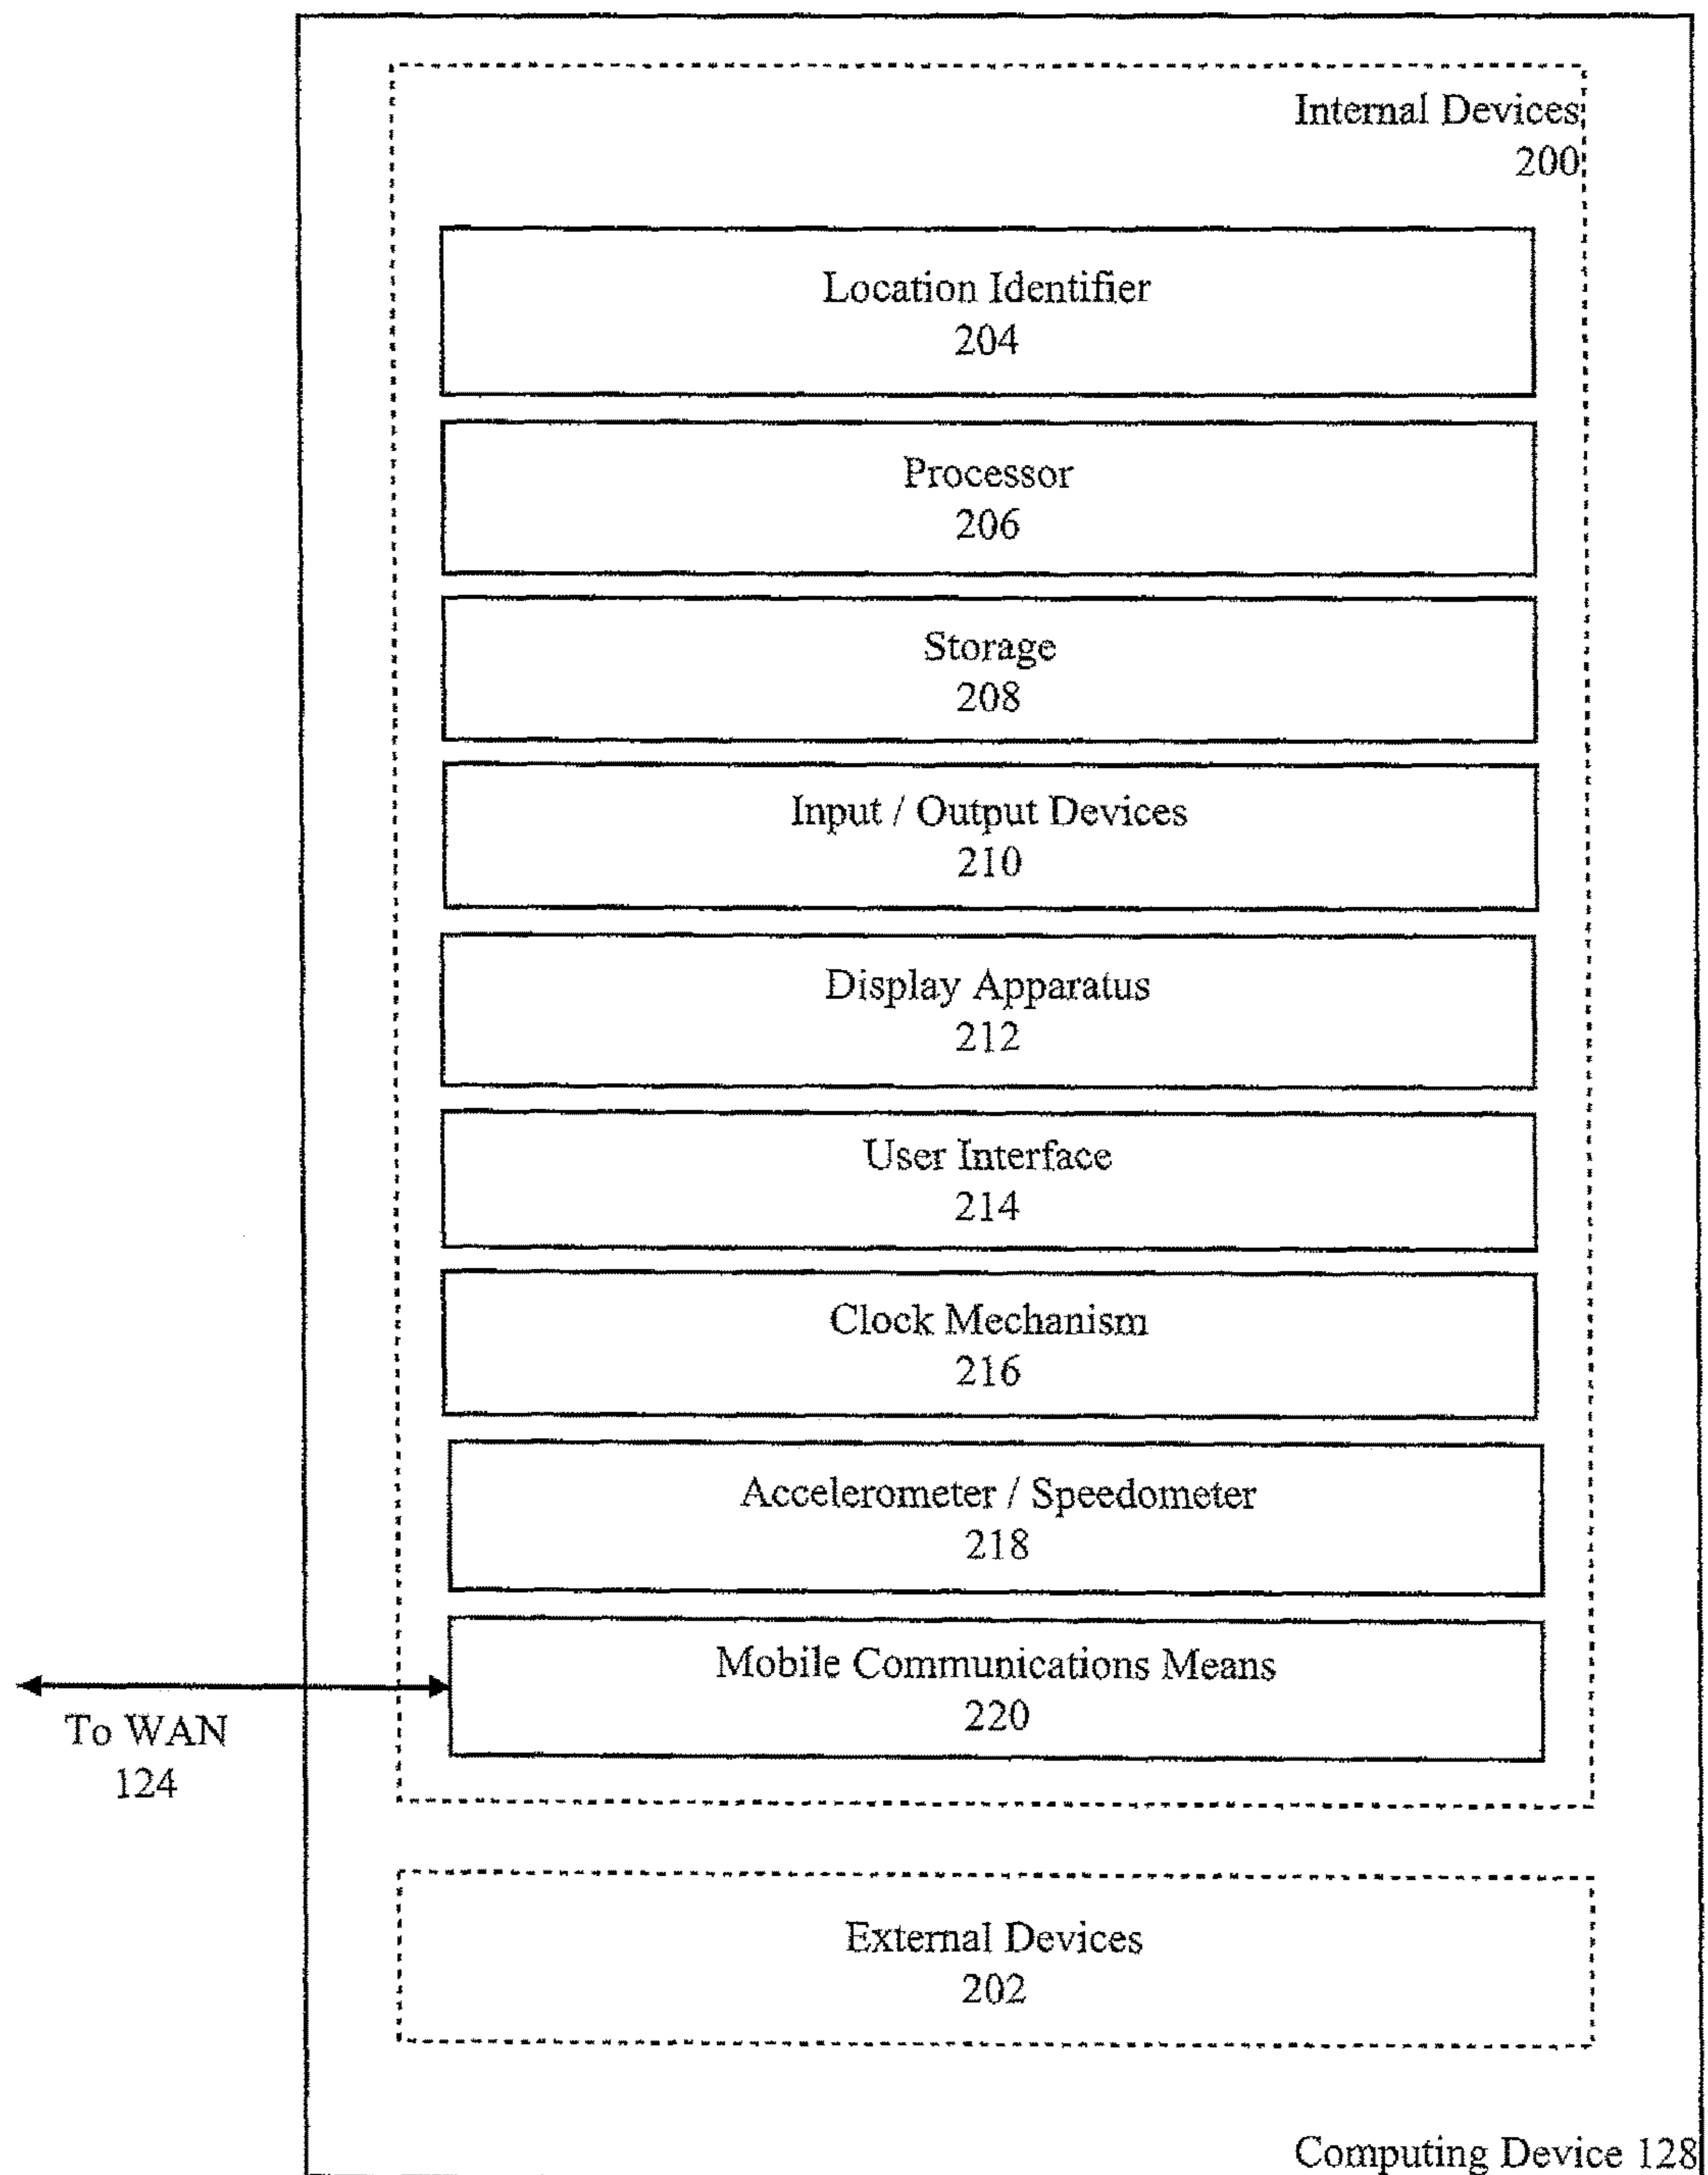 Internal Devices
200
Location Identifier
204
Processor
206
Storage
208
Input / Output Devices
210
Display Apparatus
212
User Interface
214
Clock Mechanism
216
Accelerometer / Speedometer
218
Mobile Communications Means
220
To WAN
124
External Devices
202
Computing Device 128